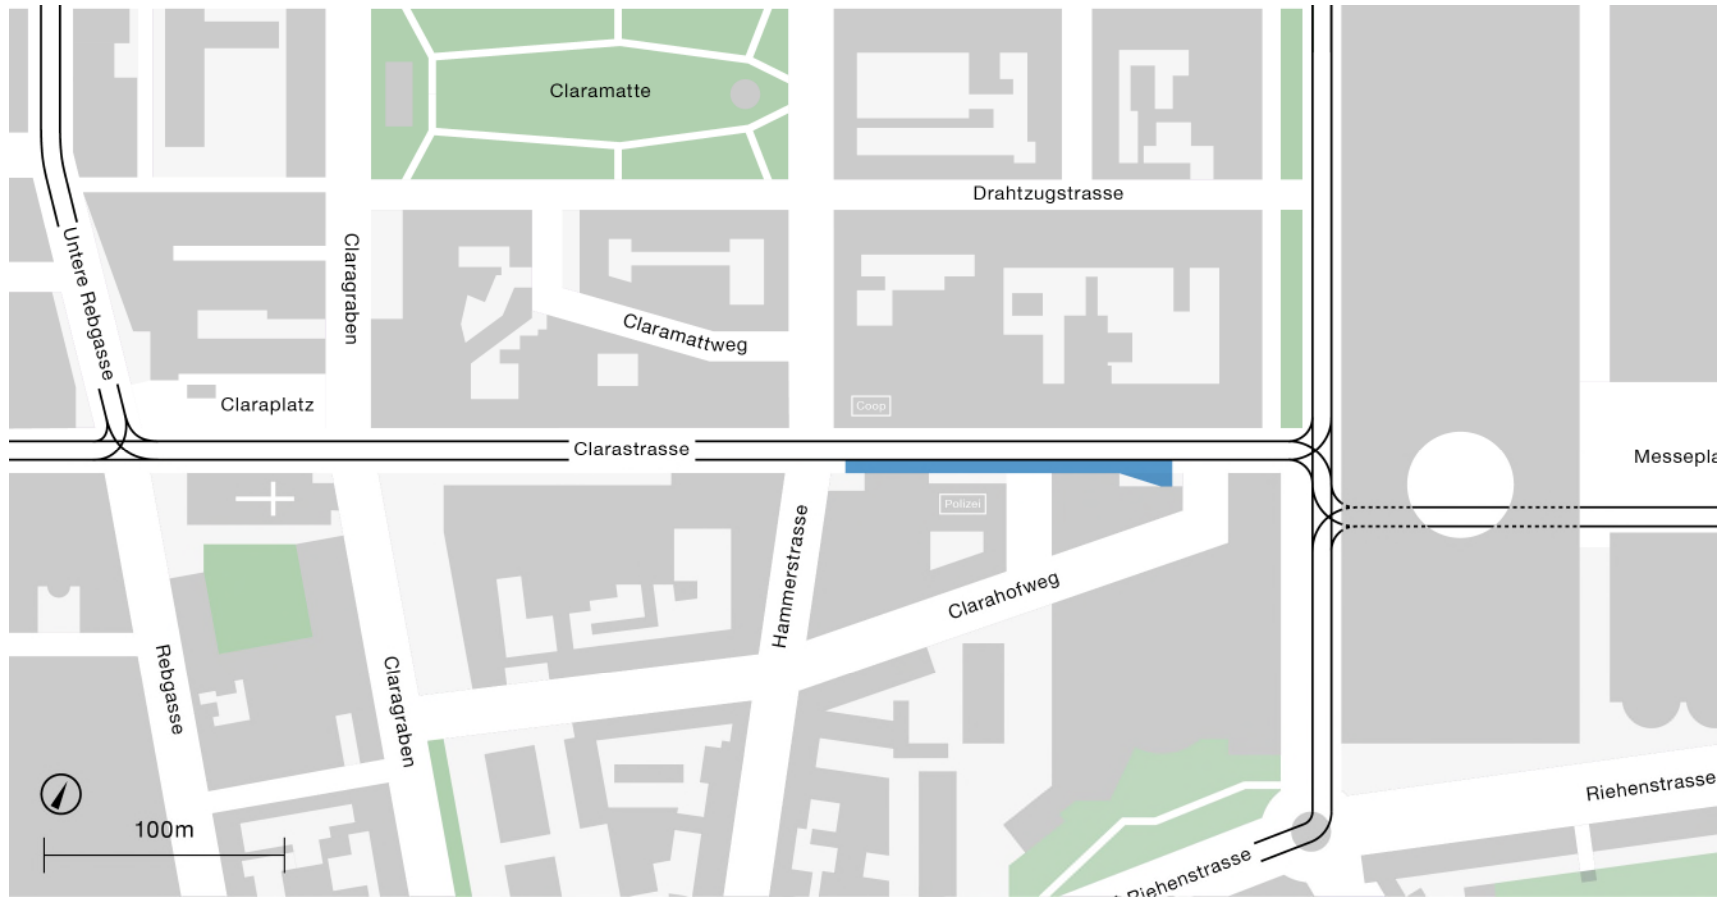 Claramatte
Drahtzugstrasse
Untere Rebgasse
Claragraben
Claramattweg
Claraplatz
Coop
Clarastrasse
Messepla
Polizei
Hammerstrasse
Clarahofweg
Rebgasse
Claragraben
Riehenstrasse
100m
Riehenstrasse